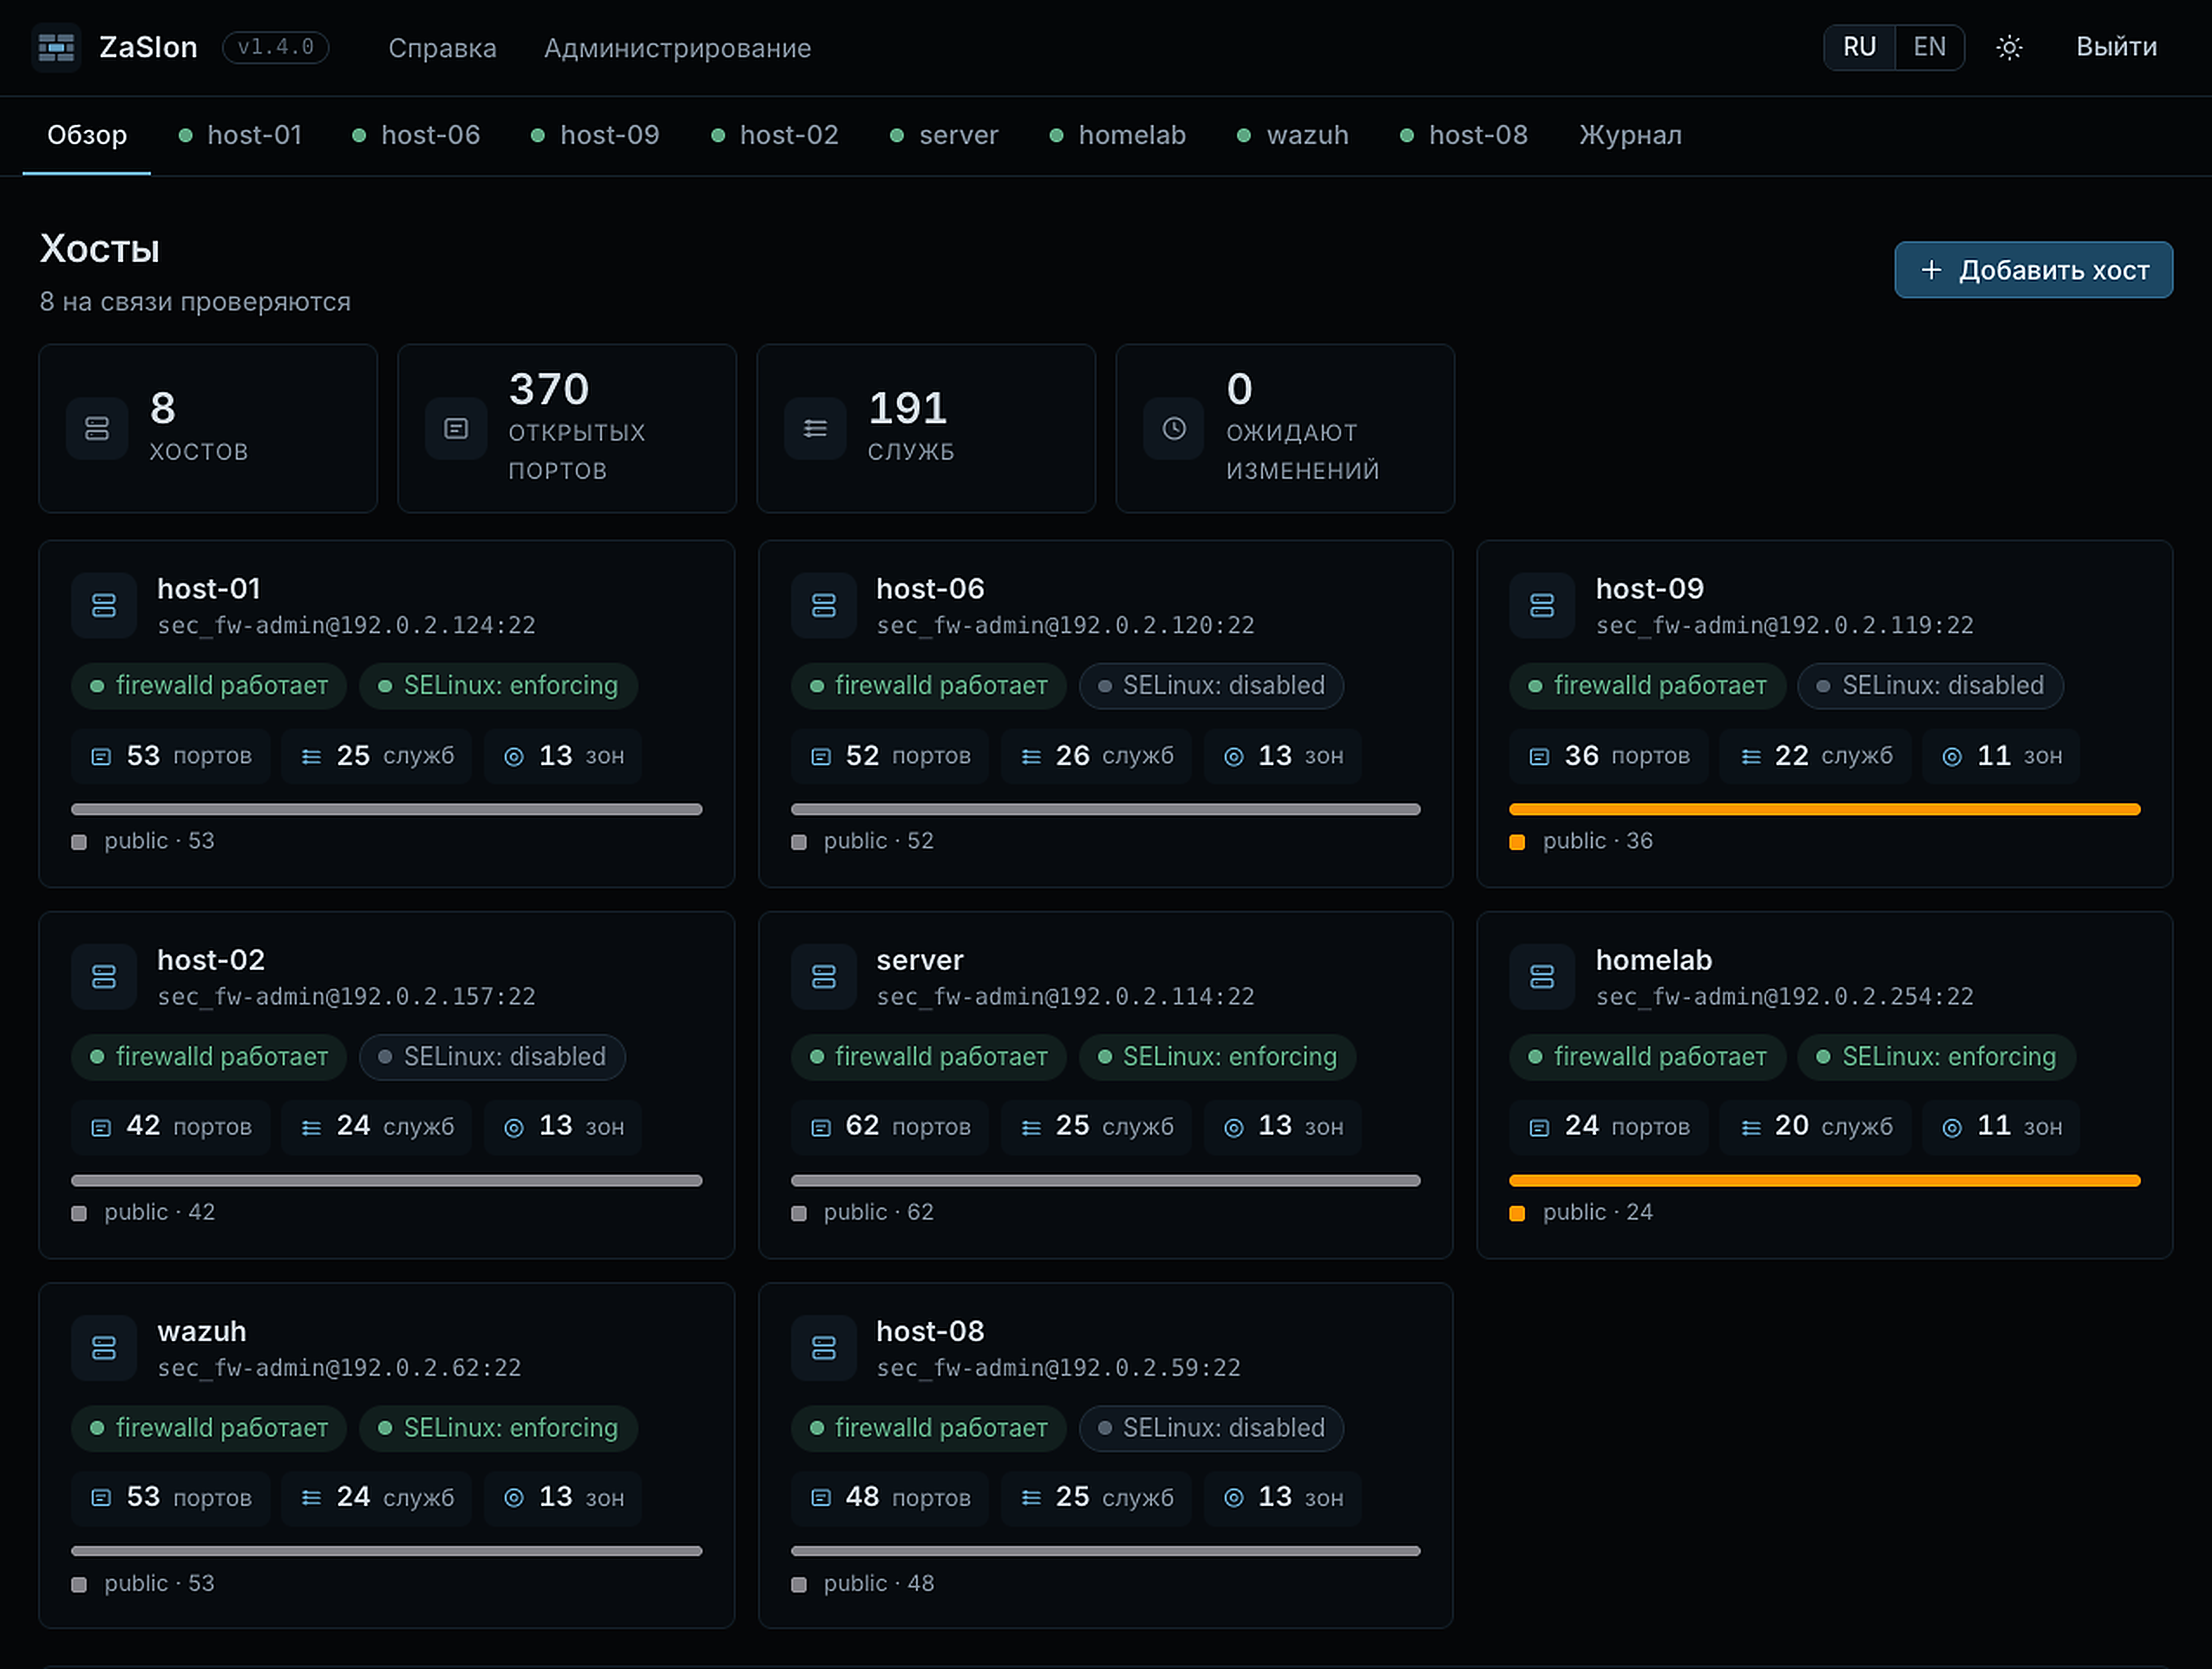 ZaSlon v1.4.0 Справка Администрирование RU EN Выйти
Обзор host-01 host-06 host-09 host-02 server homelab wazuh host-08 Журнал
Хосты
8 на связи проверяются
+ Добавить хост
8
ХОСТОВ
370
ОТКРЫТЫХ
ПОРТОВ
191
СЛУЖБ
0
ОЖИДАЮТ
ИЗМЕНЕНИЙ
host-01
sec_fw-admin@192.0.2.124:22
firewalld работает SELinux: enforcing
53 портов 25 служб 13 зон
public · 53
host-06
sec_fw-admin@192.0.2.120:22
firewalld работает SELinux: disabled
52 портов 26 служб 13 зон
public · 52
host-09
sec_fw-admin@192.0.2.119:22
firewalld работает SELinux: disabled
36 портов 22 служб 11 зон
public · 36
host-02
sec_fw-admin@192.0.2.157:22
firewalld работает SELinux: disabled
42 портов 24 служб 13 зон
public · 42
server
sec_fw-admin@192.0.2.114:22
firewalld работает SELinux: enforcing
62 портов 25 служб 13 зон
public · 62
homelab
sec_fw-admin@192.0.2.254:22
firewalld работает SELinux: enforcing
24 портов 20 служб 11 зон
public · 24
wazuh
sec_fw-admin@192.0.2.62:22
firewalld работает SELinux: enforcing
53 портов 24 служб 13 зон
public · 53
host-08
sec_fw-admin@192.0.2.59:22
firewalld работает SELinux: disabled
48 портов 25 служб 13 зон
public · 48